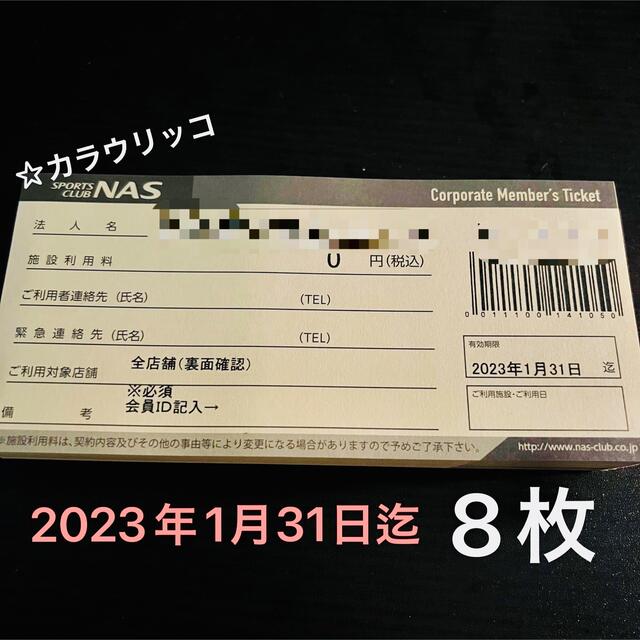 ☆カラウリッコ
SPORTS CLUB NAS
Corporate Member's Ticket
法人名
施設利用料 0 円(税込)
ご利用者連絡先(氏名) (TEL)
緊急連絡先(氏名) (TEL)
ご利用対象店舗 全店舗(裏面確認)
※必須
備考 会員ID記入→
0011100141050
有効期限
2023年1月31日 迄
ご利用施設・ご利用日
※施設利用料は、契約内容及びその他の事由等により変更になる場合がありますので予めご了承下さい。
http://www.nas-club.co.jp
2023年1月31日迄 8枚